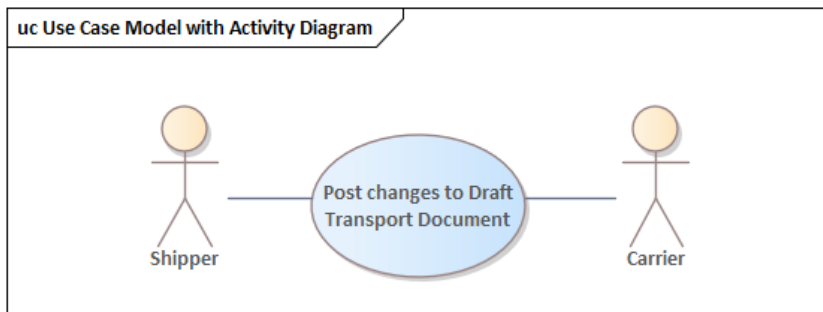 uc Use Case Model with Activity Diagram
Post changes to Draft
Transport Document
Shipper
Carrier